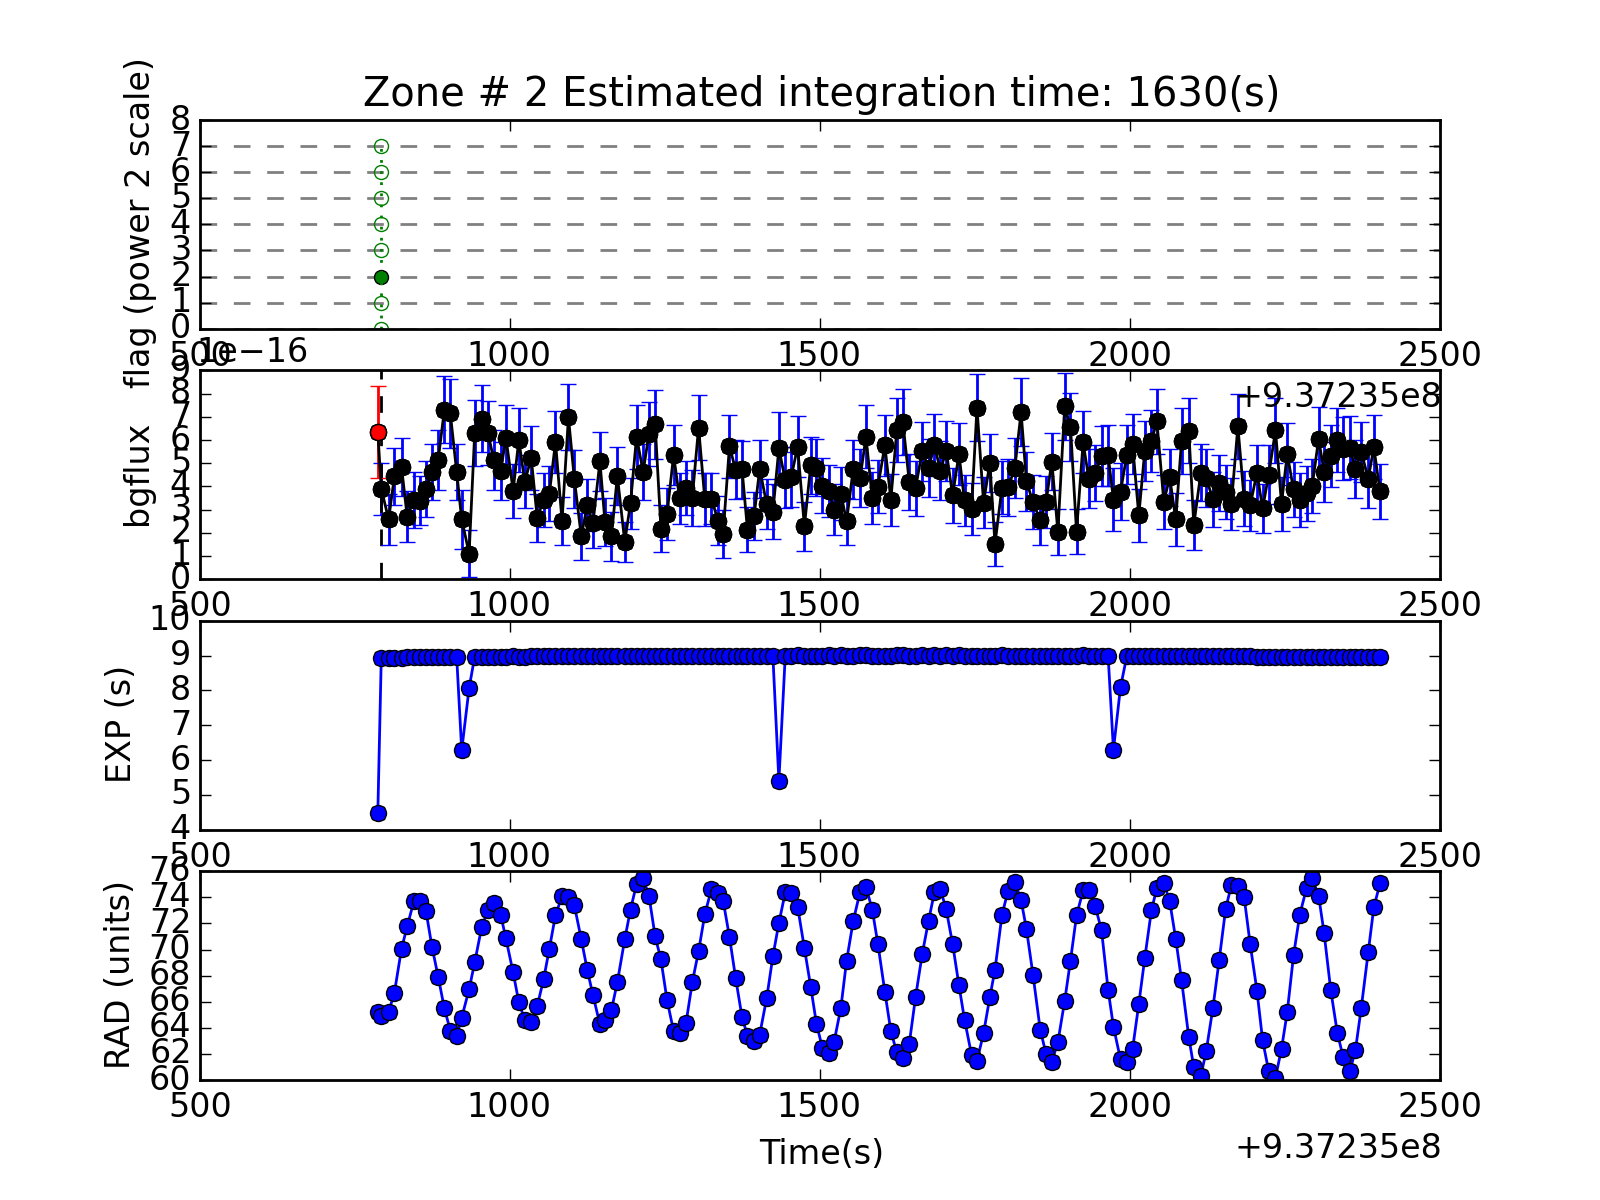 Zone # 2 Estimated integration time: 1630(s)
flag (power 2 scale)
8
7
6
5
4
3
2
1
0
500 1000 1500 2000 2500
1e−16
+9.37235e8
bgflux
9
8
7
6
5
4
3
2
1
0
500 1000 1500 2000 2500
EXP (s)
10
9
8
7
6
5
4
500 1000 1500 2000 2500
RAD (units)
76
74
72
70
68
66
64
62
60
500 1000 1500 2000 2500
Time(s)
+9.37235e8